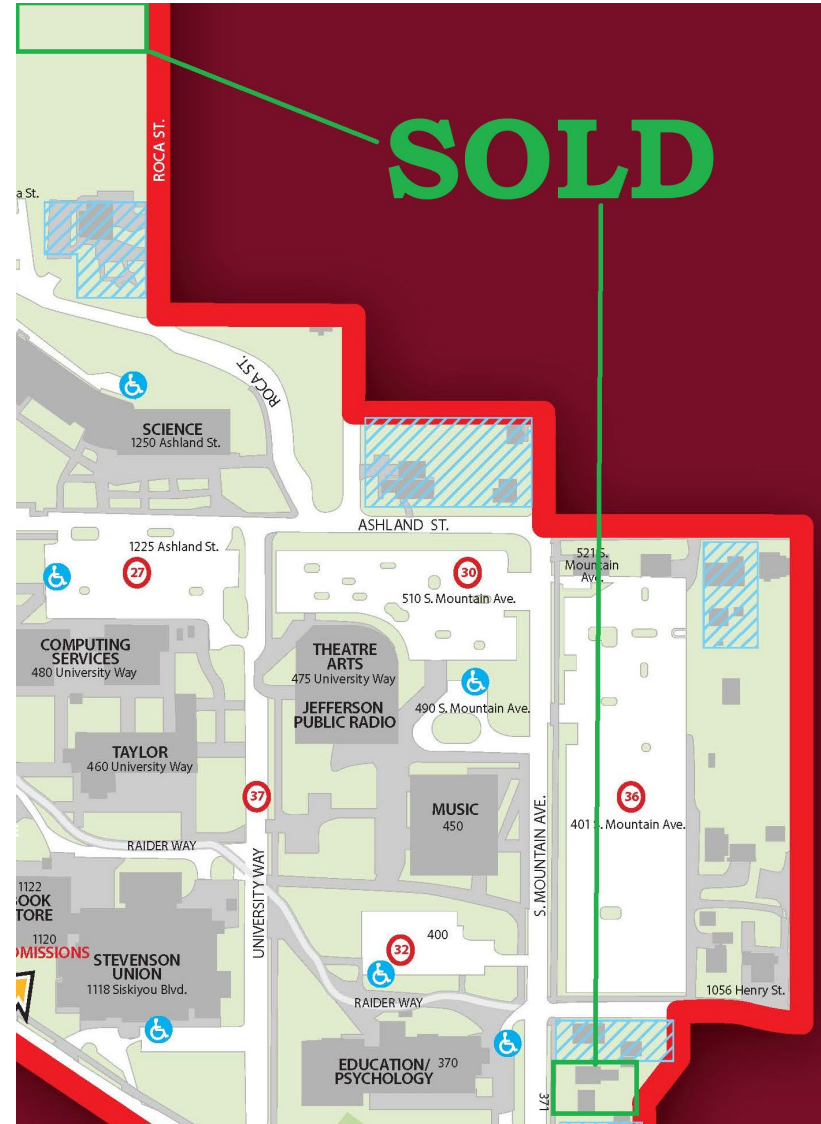 SOLD
ROCA ST.
a St.
ROCA ST.
SCIENCE
1250 Ashland St.
ASHLAND ST.
1225 Ashland St.
27
30
510 S. Mountain Ave.
521 S.
Mountain
Ave.
COMPUTING
SERVICES
480 University Way
THEATRE
ARTS
475 University Way
JEFFERSON
PUBLIC RADIO
490 S. Mountain Ave.
TAYLOR
460 University Way
37
MUSIC
450
36
401 S. Mountain Ave.
S. MOUNTAIN AVE.
RAIDER WAY
UNIVERSITY WAY
1122
BOOK
TORE
1120
DMISSIONS
STEVENSON
UNION
1118 Siskiyou Blvd.
400
32
RAIDER WAY
1056 Henry St.
EDUCATION/
PSYCHOLOGY
370
371